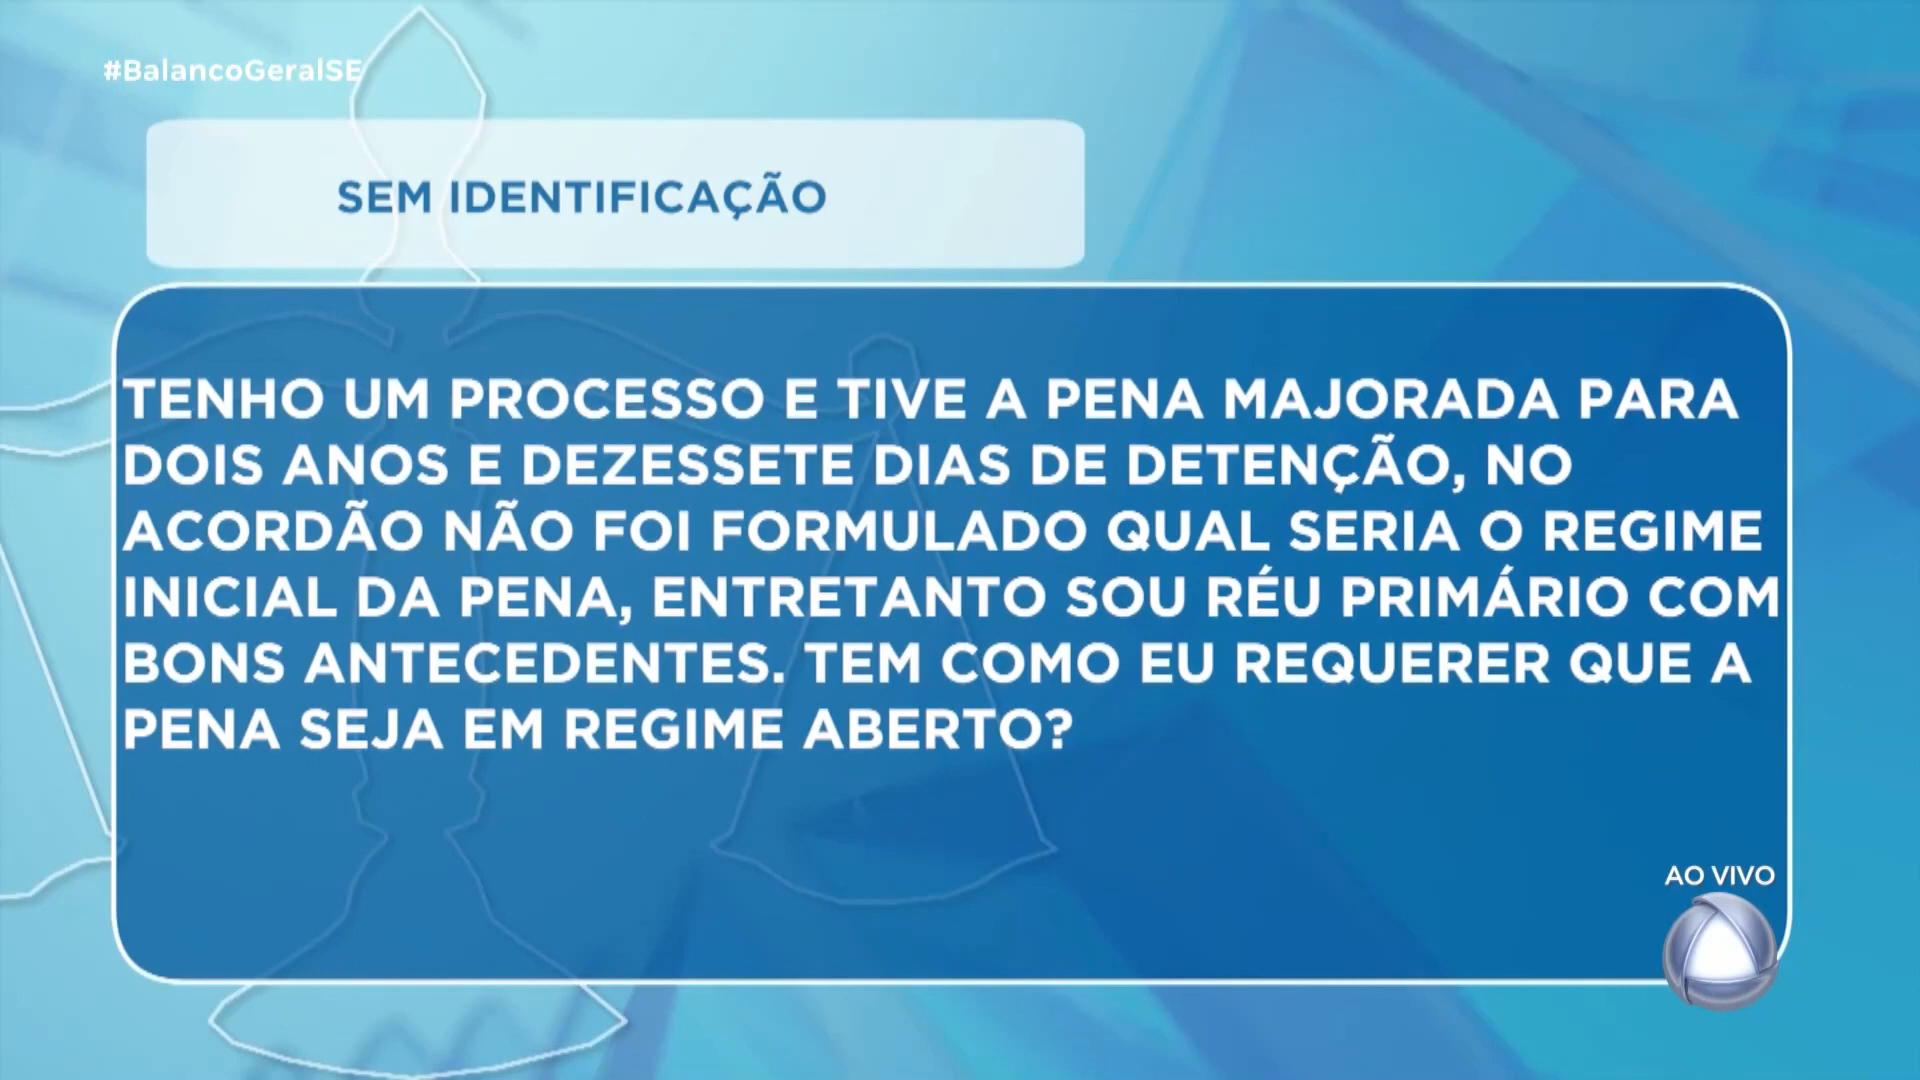 #BalancoGeralSE
SEM IDENTIFICAÇÃO
TENHO UM PROCESSO E TIVE A PENA MAJORADA PARA
DOIS ANOS E DEZESSETE DIAS DE DETENÇÃO, NO
ACORDÃO NÃO FOI FORMULADO QUAL SERIA O REGIME
INICIAL DA PENA, ENTRETANTO SOU RÉU PRIMÁRIO COM
BONS ANTECEDENTES. TEM COMO EU REQUERER QUE A
PENA SEJA EM REGIME ABERTO?
AO VIVO